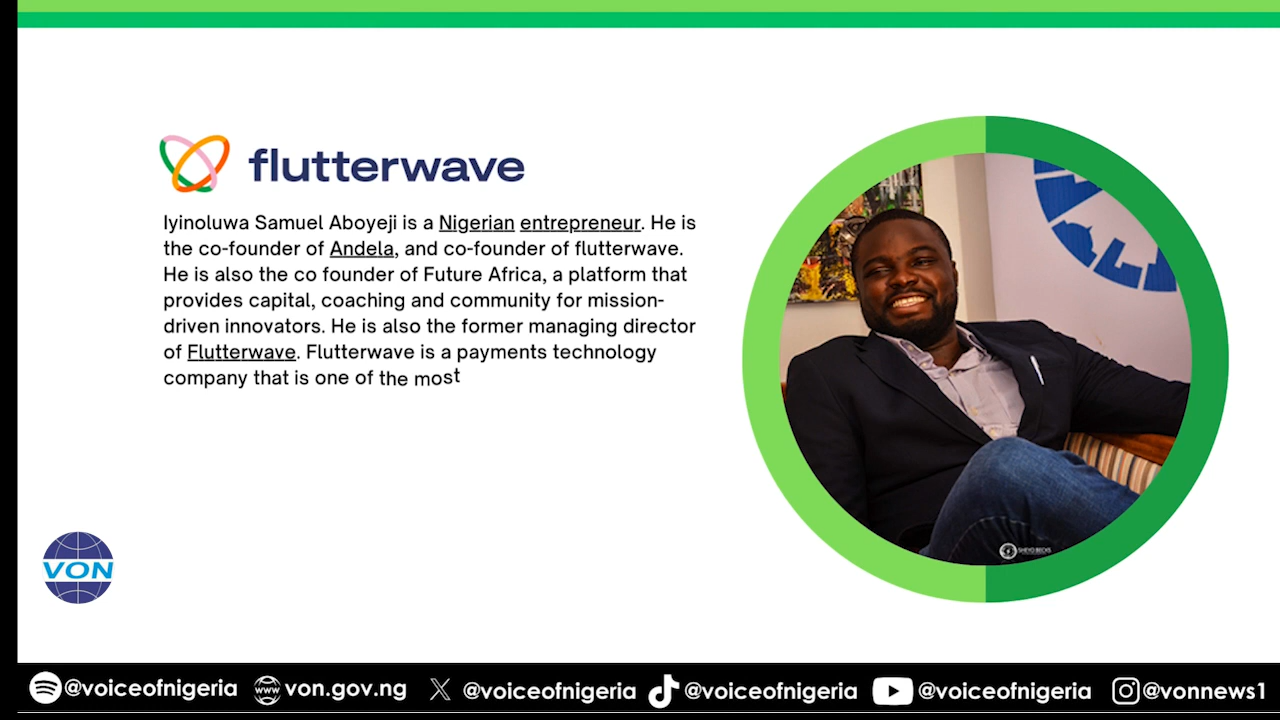 flutterwave
Iyinoluwa Samuel Aboyeji is a Nigerian entrepreneur. He is
the co-founder of Andela, and co-founder of flutterwave.
He is also the co founder of Future Africa, a platform that
provides capital, coaching and community for mission-
driven innovators. He is also the former managing director
of Flutterwave. Flutterwave is a payments technology
company that is one of the most
SHEYO BECKS
VON
@voiceofnigeria
www
von.gov.ng
@voiceofnigeria
@voiceofnigeria
@voiceofnigeria
@vonnews1